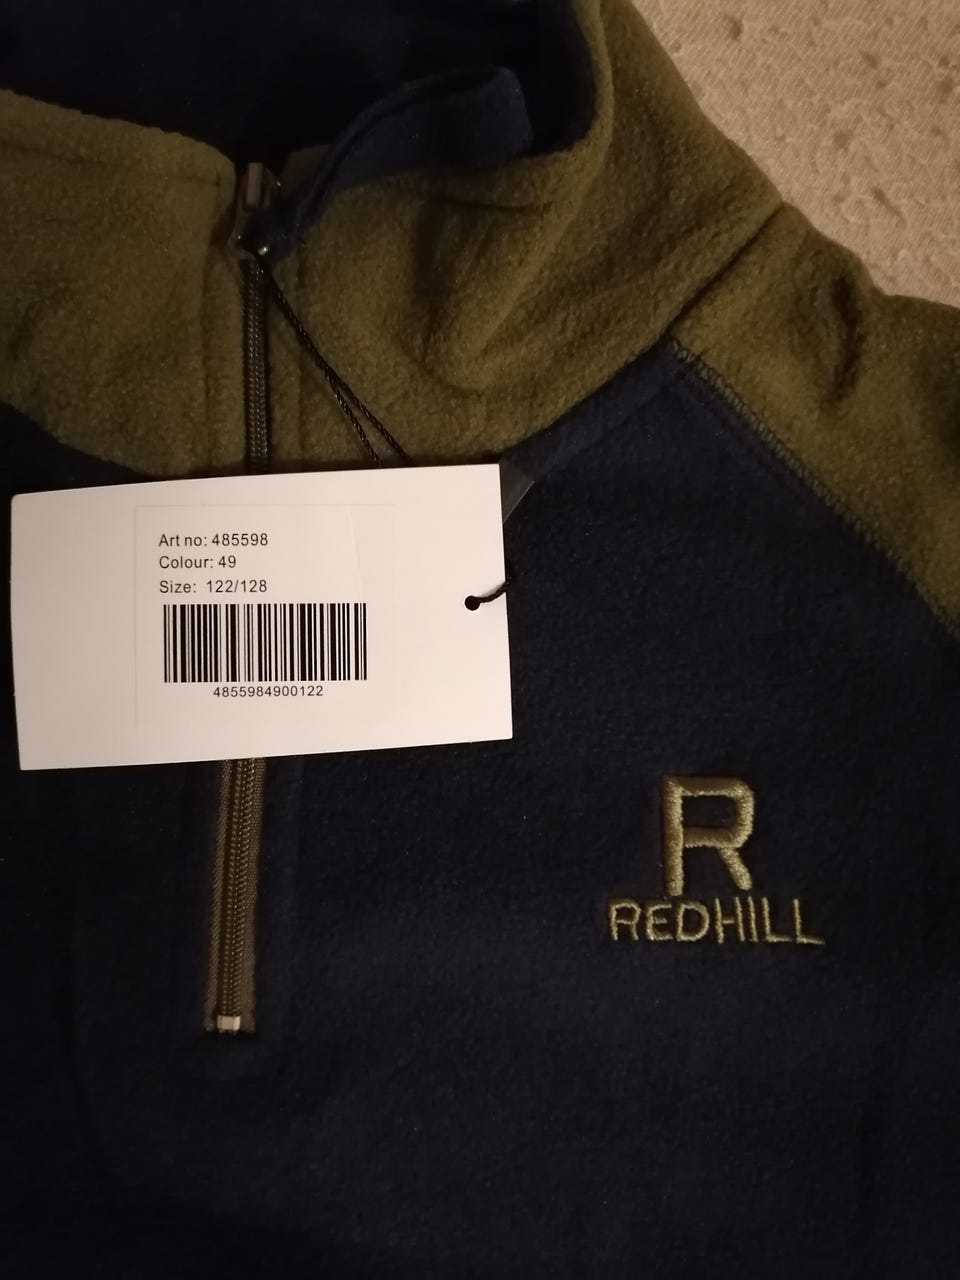 Art no: 485598
Colour: 49
Size: 122/128
4855984900122
R
REDHILL